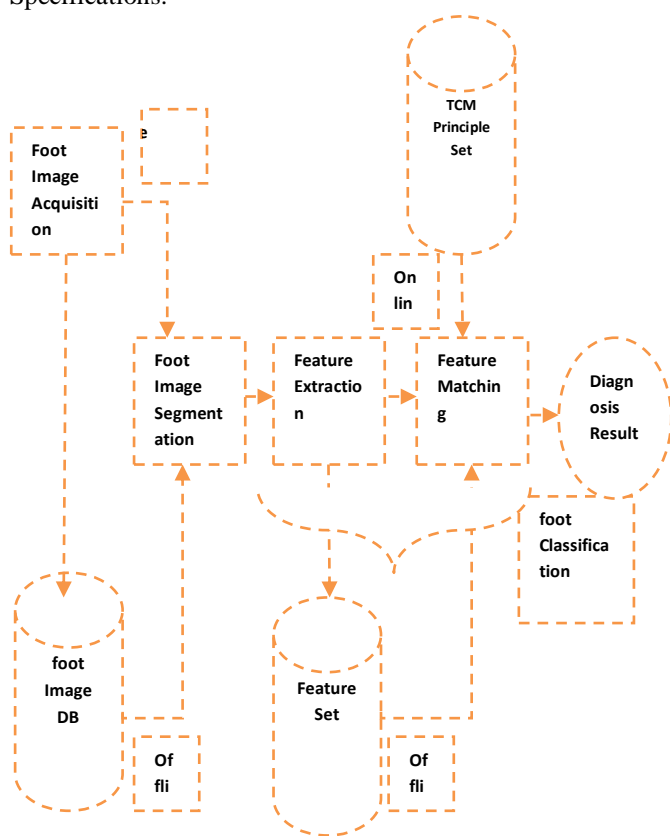 Specifications:
TCM
Principle
Set
Foot
Image
Acquisiti
on
e
On
lin
Foot
Image
Segment
ation
Feature
Extractio
n
Feature
Matchin
g
Diagn
osis
Result
foot
Classifica
tion
foot
Image
DB
Feature
Set
Of
fli
Of
fli